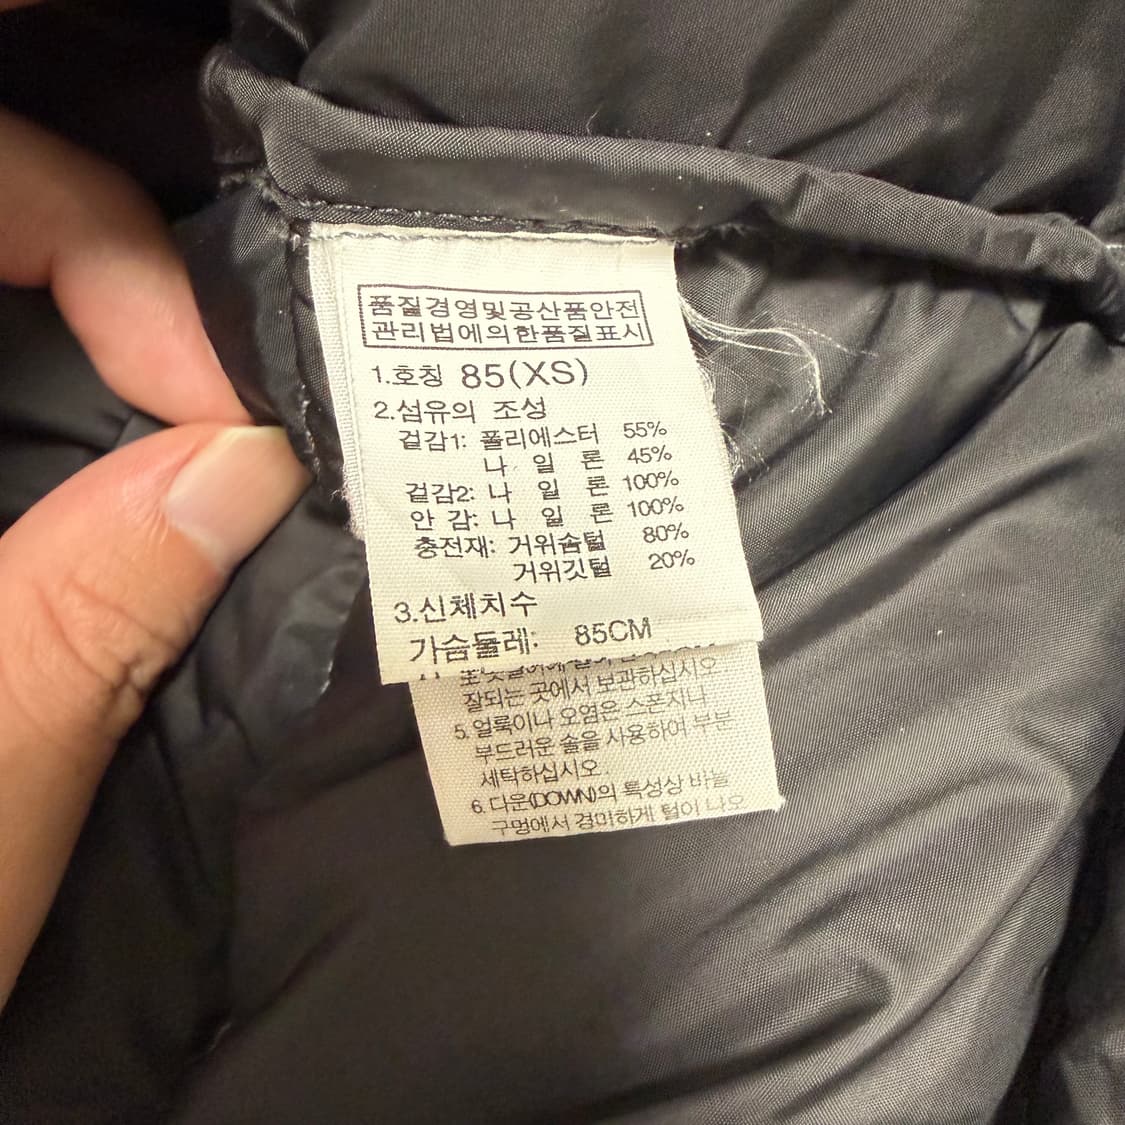 품질경영및공산품안전
관리법에의한품질표시
1.호칭 85(XS)
2.섬유의 조성
겉감1: 폴리에스터 55%
나 일 론 45%
겉감2: 나 일 론 100%
안 감: 나 일 론 100%
충전재: 거위솜털 80%
거위깃털 20%
3.신체치수
가슴둘레: 85CM
잘되는 곳에서 보관하십시오.
5.얼룩이나 오염은 스폰지나
부드러운 솔을 사용하여 부분
세탁하십시오.
6.다운(DOWN)의 특성상 바늘
구멍에서 경미하게 털이 나오